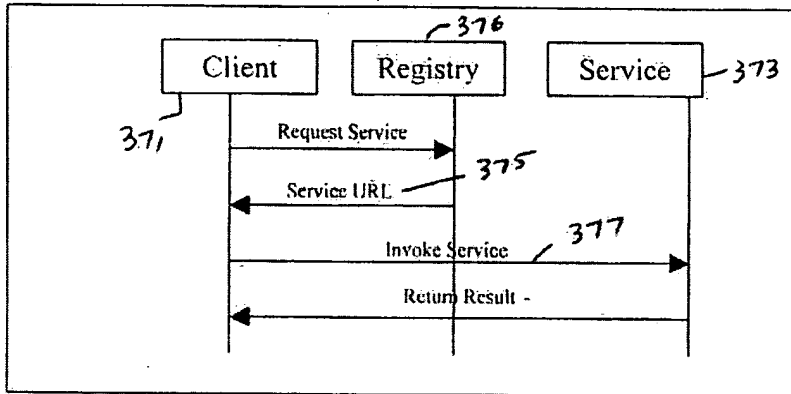 376
Client
Registry
Service
373
371
Request Service
375
Service URL
377
Invoke Service
Return Result